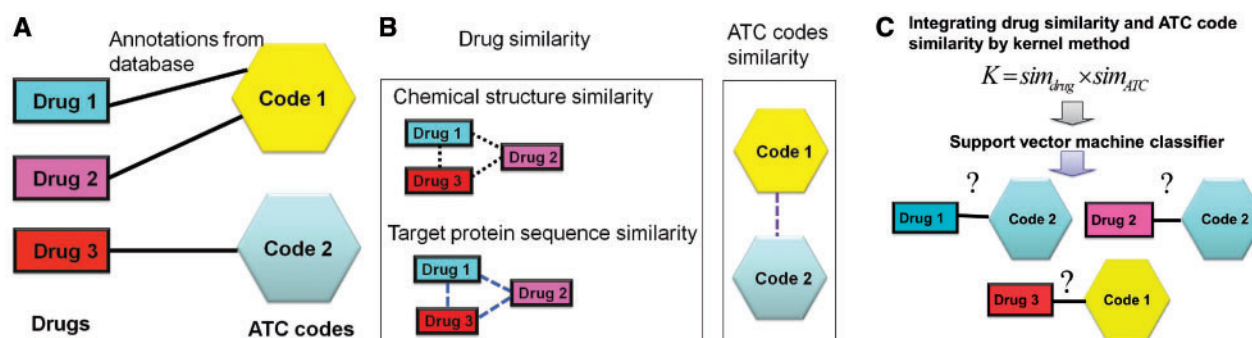 A
Annotations from
database
Drug 1
Code 1
Drug 2
Drug 3
Code 2
Drugs
ATC codes
B
Drug similarity
Chemical structure similarity
Drug 1
Drug 2
Drug 3
Target protein sequence similarity
Drug 1
Drug 2
Drug 3
ATC codes
similarity
Code 1
Code 2
C
Integrating drug similarity and ATC code
similarity by kernel method
K = sim_drug × sim_ATC
Support vector machine classifier
?
Drug 1
Code 2
?
Drug 2
Code 2
?
Drug 3
Code 1